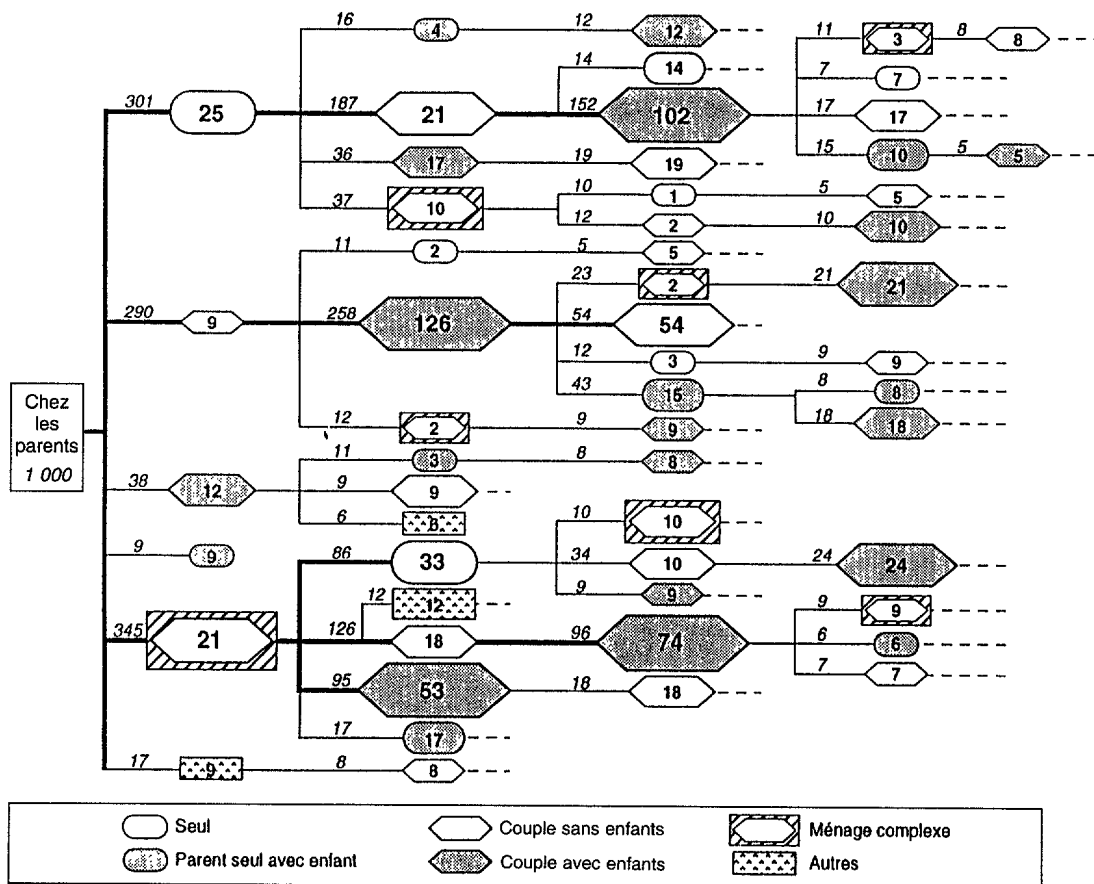 16 4 12 12 11 3 8 8
14 14 7 7
301 25 187 21 152 102 17 17
15 10 5 5
36 17 19 19
37 10 10 1 5 5
12 2 10 10
11 2 5 5
23 2 21 21
290 9 258 126 54 54
12 3 9 9
43 15 8 8
18 18
12 2 9 9
Chez
les
parents
1 000
11 3 8 8
38 12 9 9
6 6
10 10
9 9 86 33 34 10 24 24
9 9
12 12 9 9
345 21 126 18 96 74 6 6
7 7
95 53 18 18
17 17
17 9 8 8
Seul Couple sans enfants Ménage complexe
Parent seul avec enfant Couple avec enfants Autres